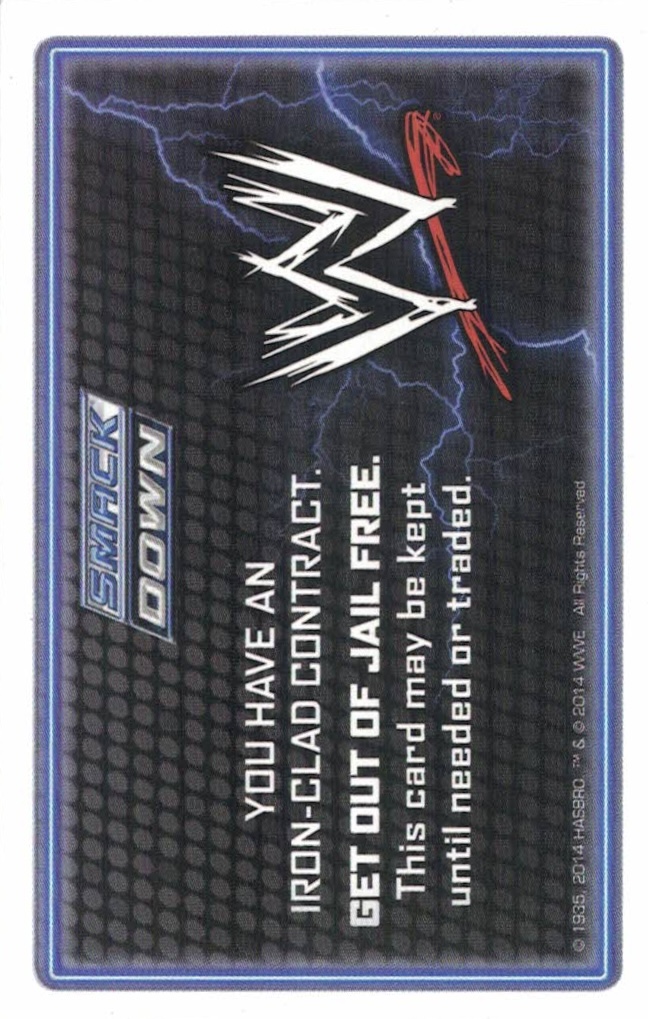 SMACK
DOWN
YOU HAVE AN
IRON-CLAD CONTRACT.
GET OUT OF JAIL FREE.
This card may be kept
until needed or traded.
W
®
© 1935, 2014 HASBRO. ™ & © 2014 WWE All Rights Reserved